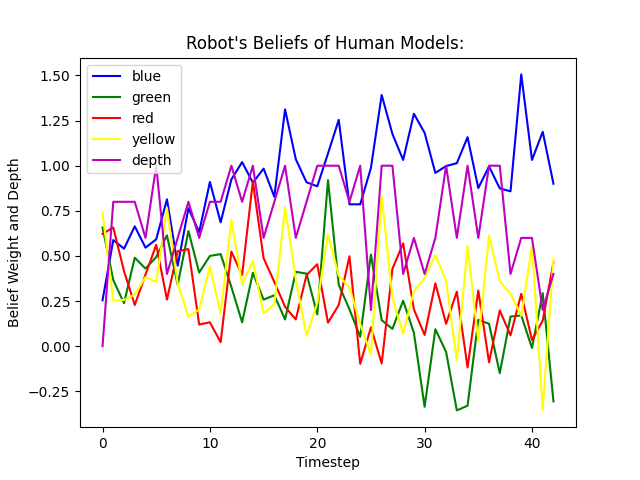 Robot's Beliefs of Human Models:
blue
green
red
yellow
depth
Belief Weight and Depth
1.50
1.25
1.00
0.75
0.50
0.25
0.00
−0.25
0
10
20
30
40
Timestep